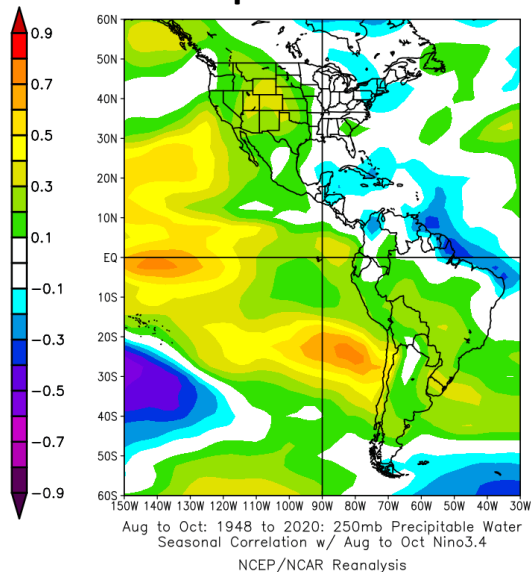 0.9
0.7
0.5
0.3
0.1
−0.1
−0.3
−0.5
−0.7
−0.9
60N
50N
40N
30N
20N
10N
EQ
10S
20S
30S
40S
50S
60S
150W 140W 130W 120W 110W 100W 90W 80W 70W 60W 50W 40W 30W
Aug to Oct: 1948 to 2020: 250mb Precipitable Water
Seasonal Correlation w/ Aug to Oct Nino3.4
NCEP/NCAR Reanalysis